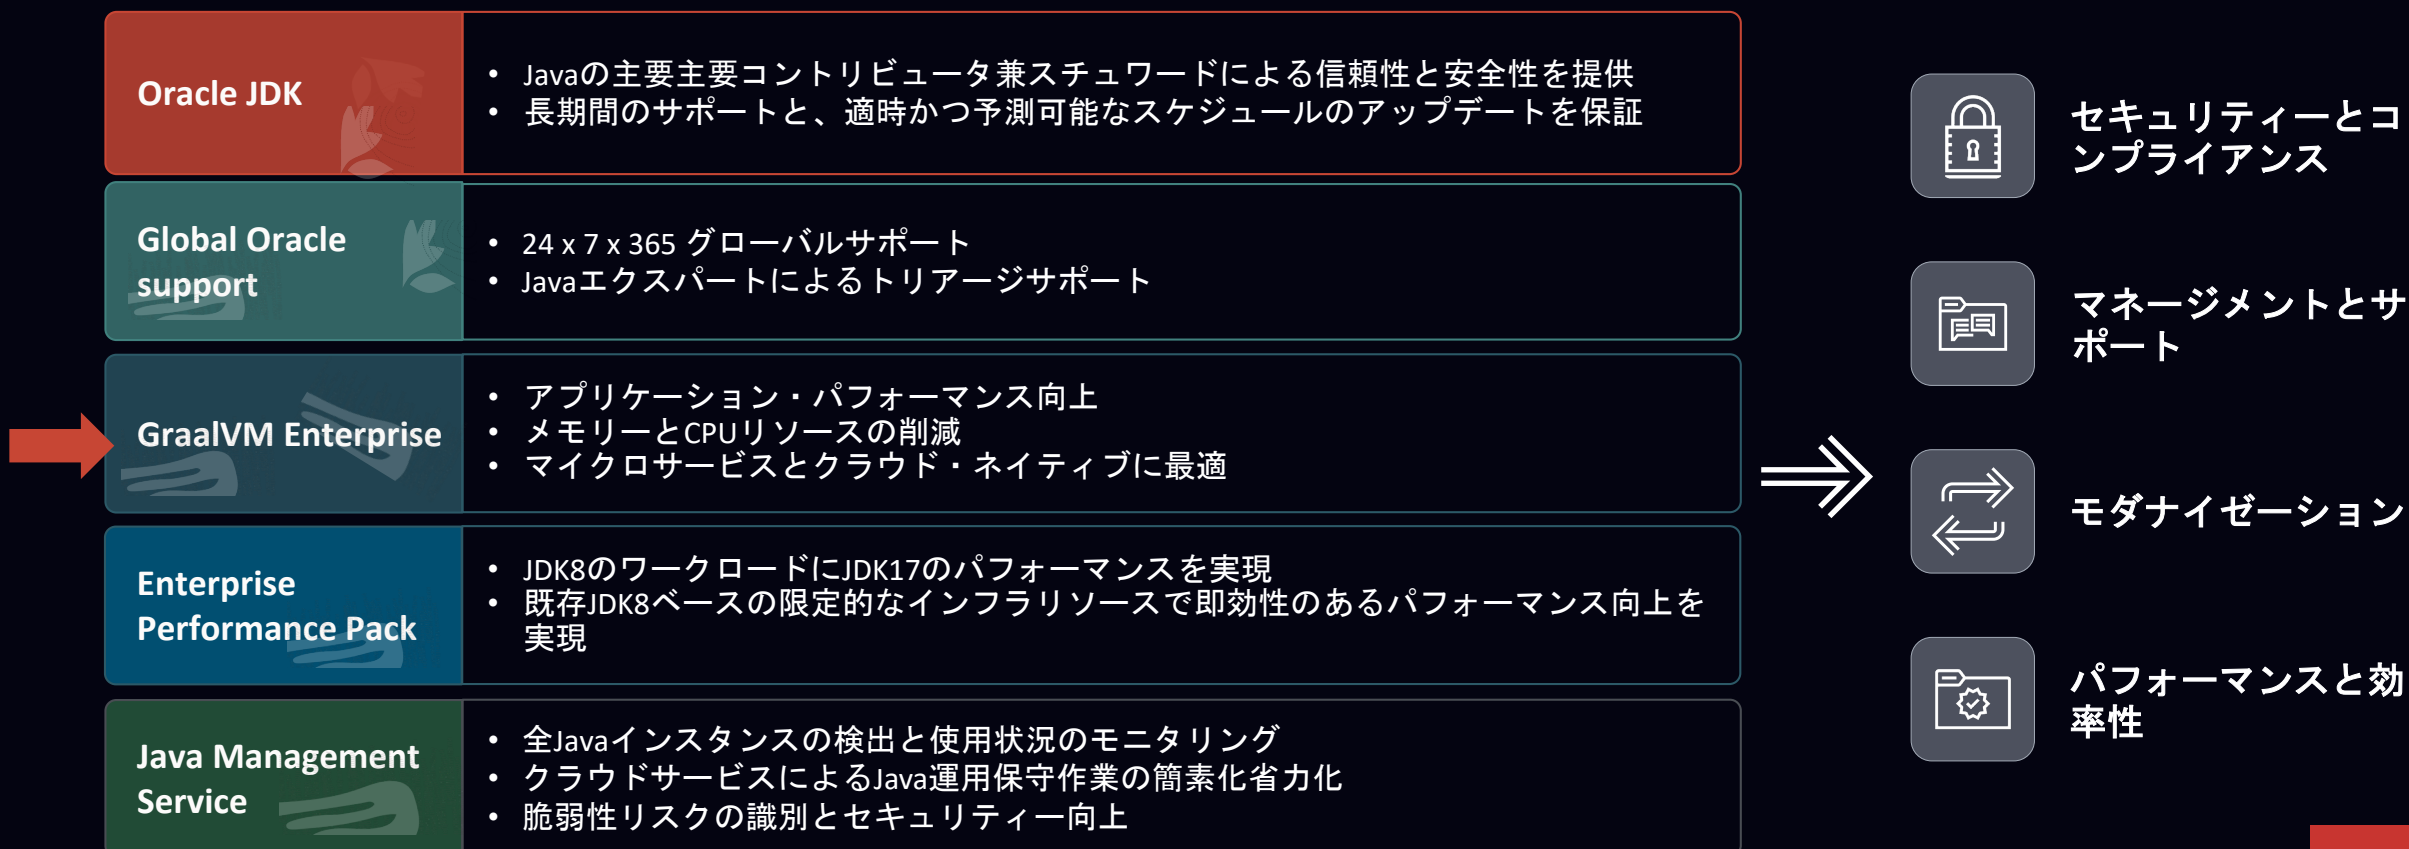 Oracle JDK
• Javaの主要主要コントリビュータ兼スチュワードによる信頼性と安全性を提供
• 長期間のサポートと、適時かつ予測可能なスケジュールのアップデートを保証
Global Oracle
support
• 24 x 7 x 365 グローバルサポート
• Javaエクスパートによるトリアージサポート
GraalVM Enterprise
• アプリケーション・パフォーマンス向上
• メモリーとCPUリソースの削減
• マイクロサービスとクラウド・ネイティブに最適
Enterprise
Performance Pack
• JDK8のワークロードにJDK17のパフォーマンスを実現
• 既存JDK8ベースの限定的なインフラリソースで即効性のあるパフォーマンス向上を
実現
Java Management
Service
• 全Javaインスタンスの検出と使用状況のモニタリング
• クラウドサービスによるJava運用保守作業の簡素化省力化
• 脆弱性リスクの識別とセキュリティー向上
セキュリティーとコ
ンプライアンス
マネージメントとサ
ポート
モダナイゼーション
パフォーマンスと効
率性